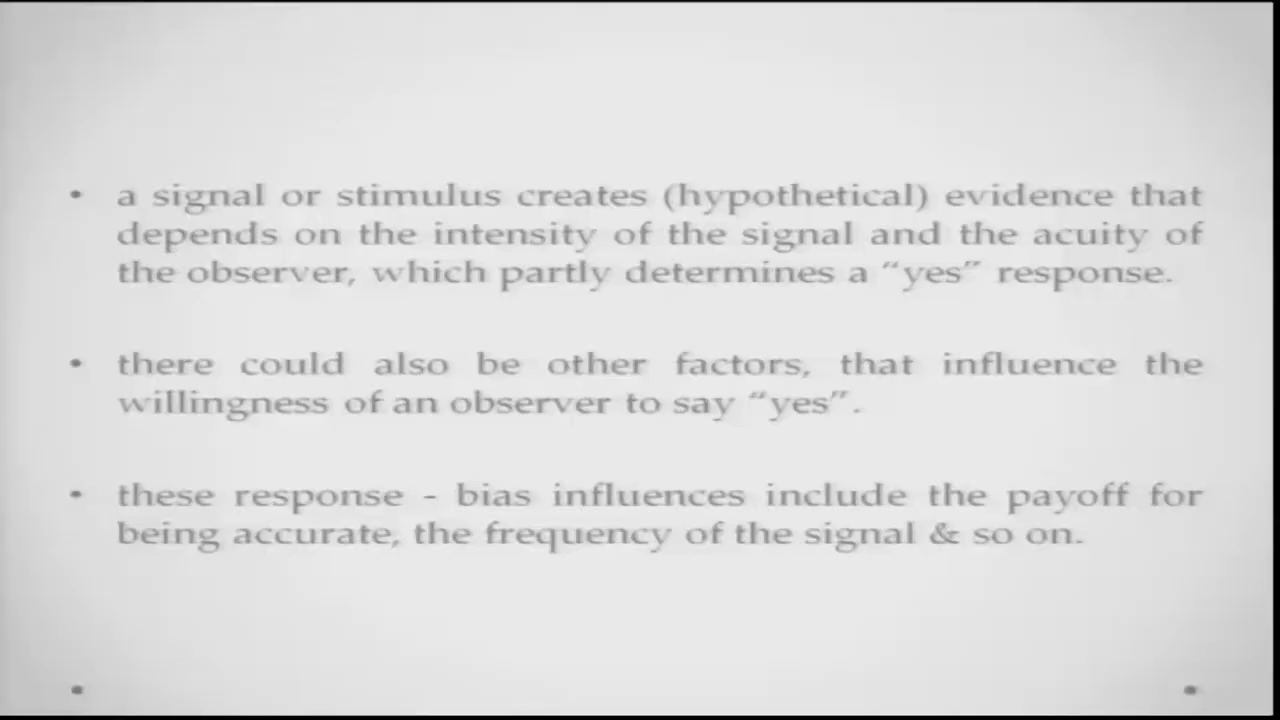 • a signal or stimulus creates (hypothetical) evidence that
depends on the intensity of the signal and the acuity of
the observer, which partly determines a “yes” response.
• there could also be other factors, that influence the
willingness of an observer to say “yes”.
• these response - bias influences include the payoff for
being accurate, the frequency of the signal & so on.